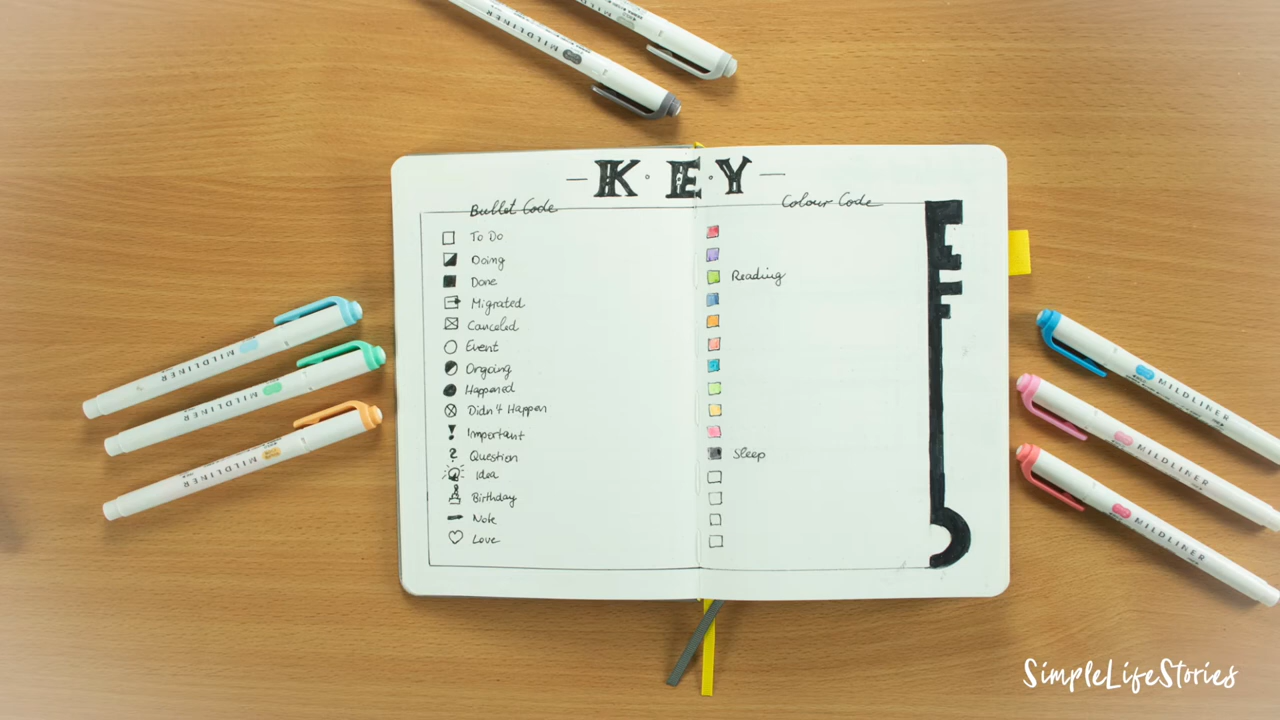 MILDLINER
- K · E · Y -
Bullet Code
To Do
Doing
Done
Migrated
Canceled
Event
Ongoing
Happened
Didn't Happen
Important
Question
Idea
Birthday
Note
Love
Colour Code
Reading
Sleep
MILDLINER
MILDLINER
MILDLINER
MILDLINER
MILDLINER
MILDLINER
SimpleLifeStories